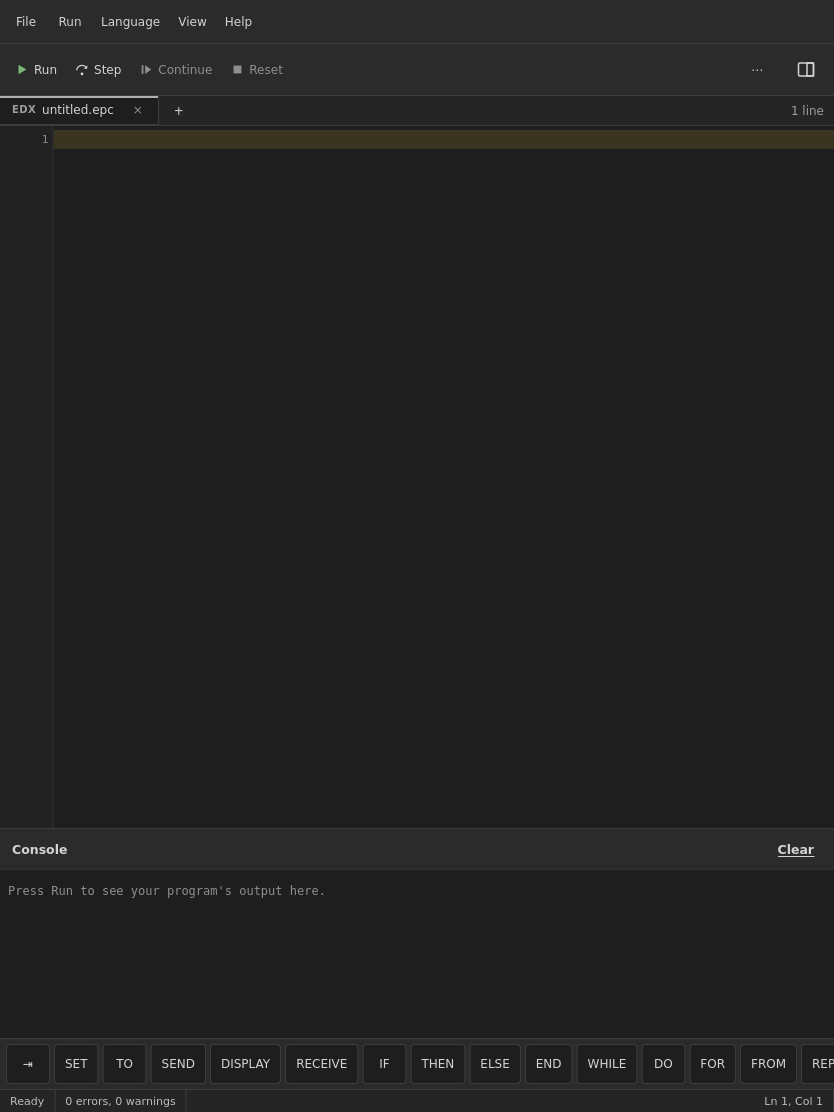 File Run Language View Help
Run Step Continue Reset ...
EDX untitled.epc × + 1 line
1
Console Clear
Press Run to see your program's output here.
⇥ SET TO SEND DISPLAY RECEIVE IF THEN ELSE END WHILE DO FOR FROM REP
Ready 0 errors, 0 warnings Ln 1, Col 1